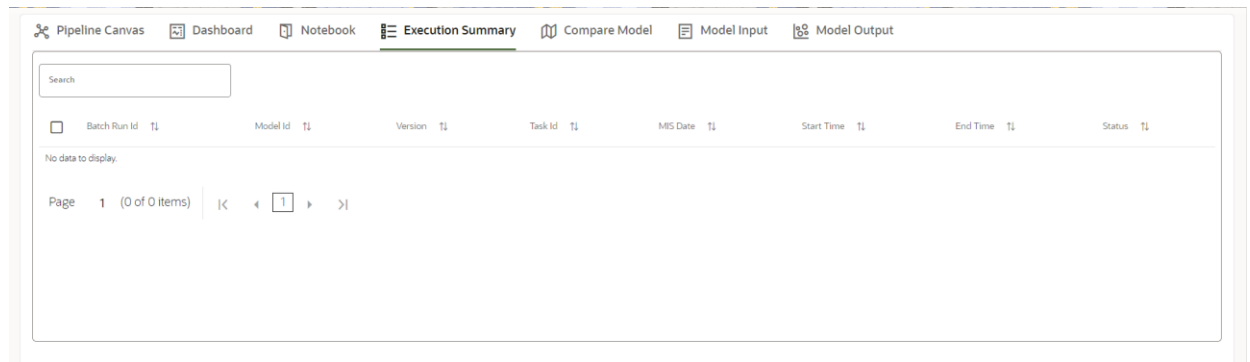 Pipeline Canvas Dashboard Notebook Execution Summary Compare Model Model Input Model Output
Search
Batch Run Id Model Id Version Task Id MIS Date Start Time End Time Status
No data to display.
Page 1 (0 of 0 items) 1